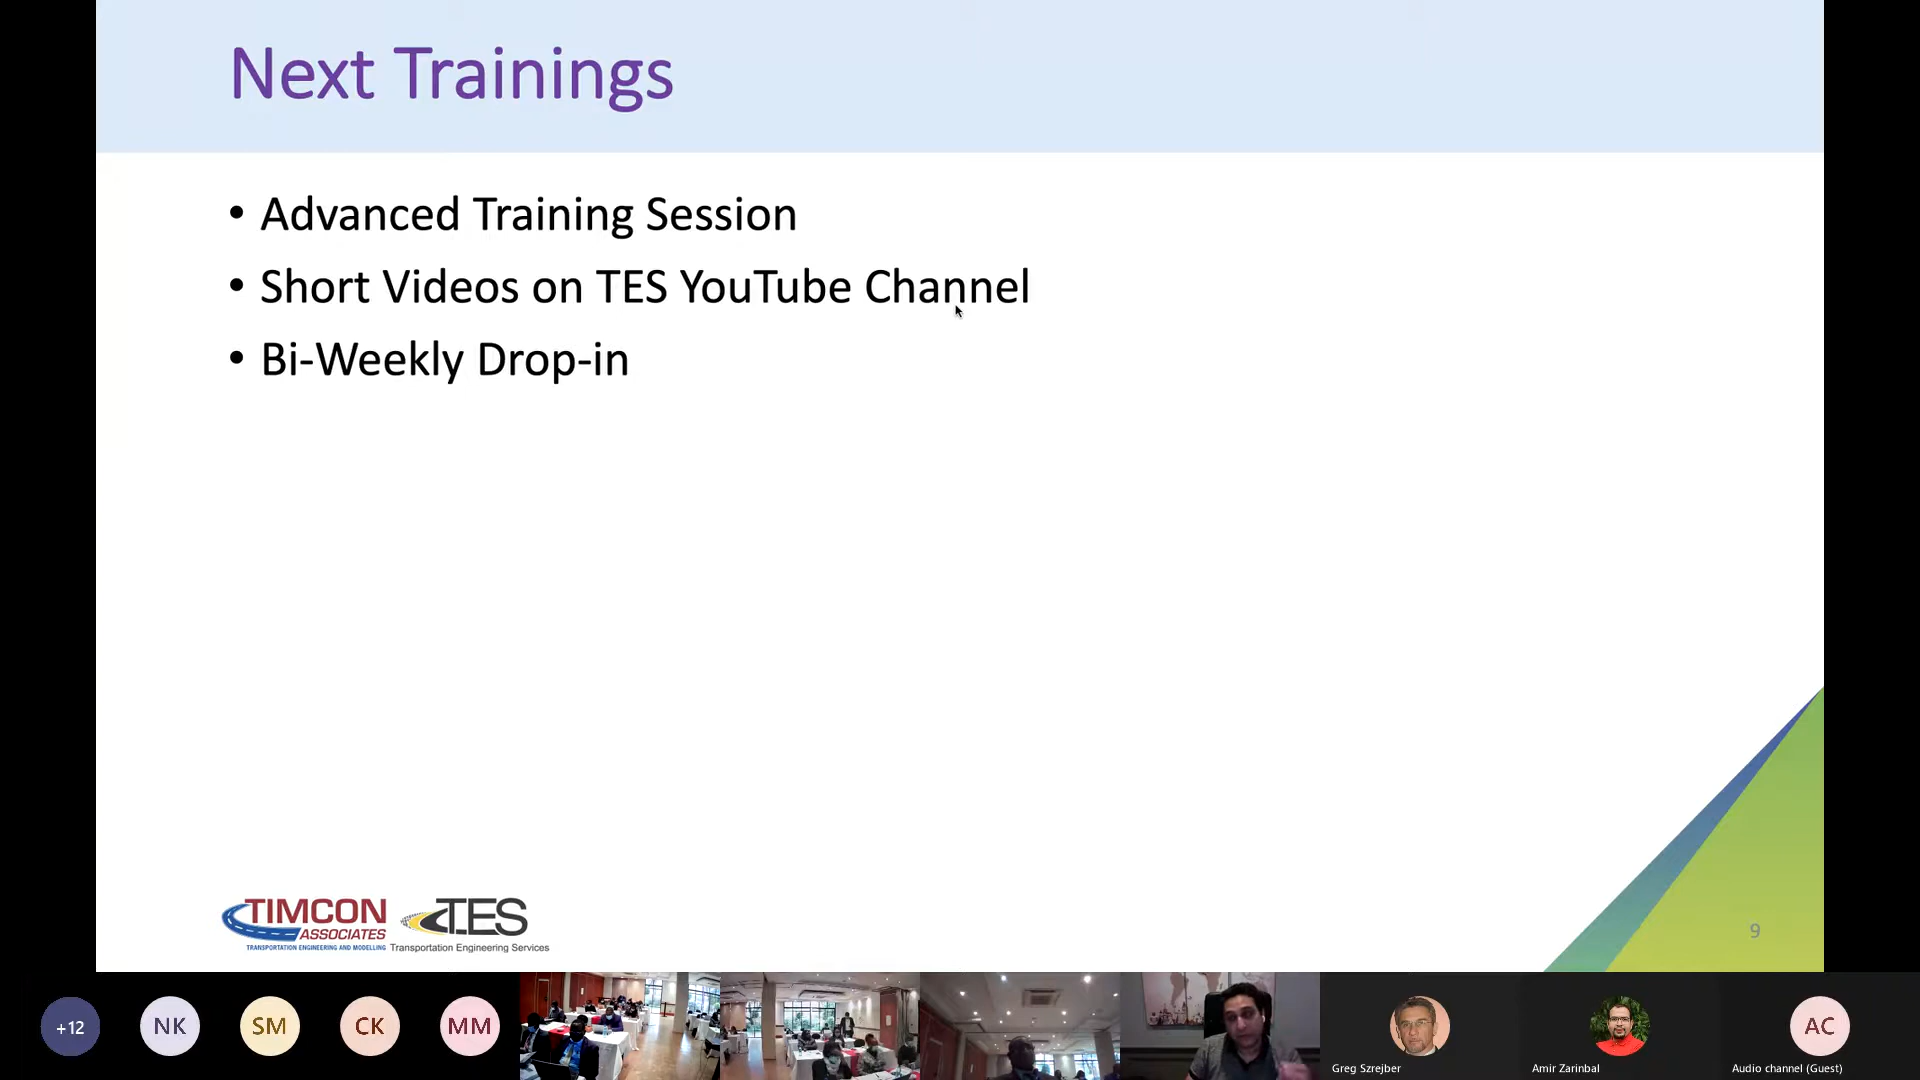 Next Trainings
• Advanced Training Session
• Short Videos on TES YouTube Channel
• Bi-Weekly Drop-in
TIMCON
ASSOCIATES
TRANSPORTATION ENGINEERING AND MODELLING
TES
Transportation Engineering Services
9
+12
NK
SM
CK
MM
Greg Szrejber
Amir Zarinbal
AC
Audio channel (Guest)